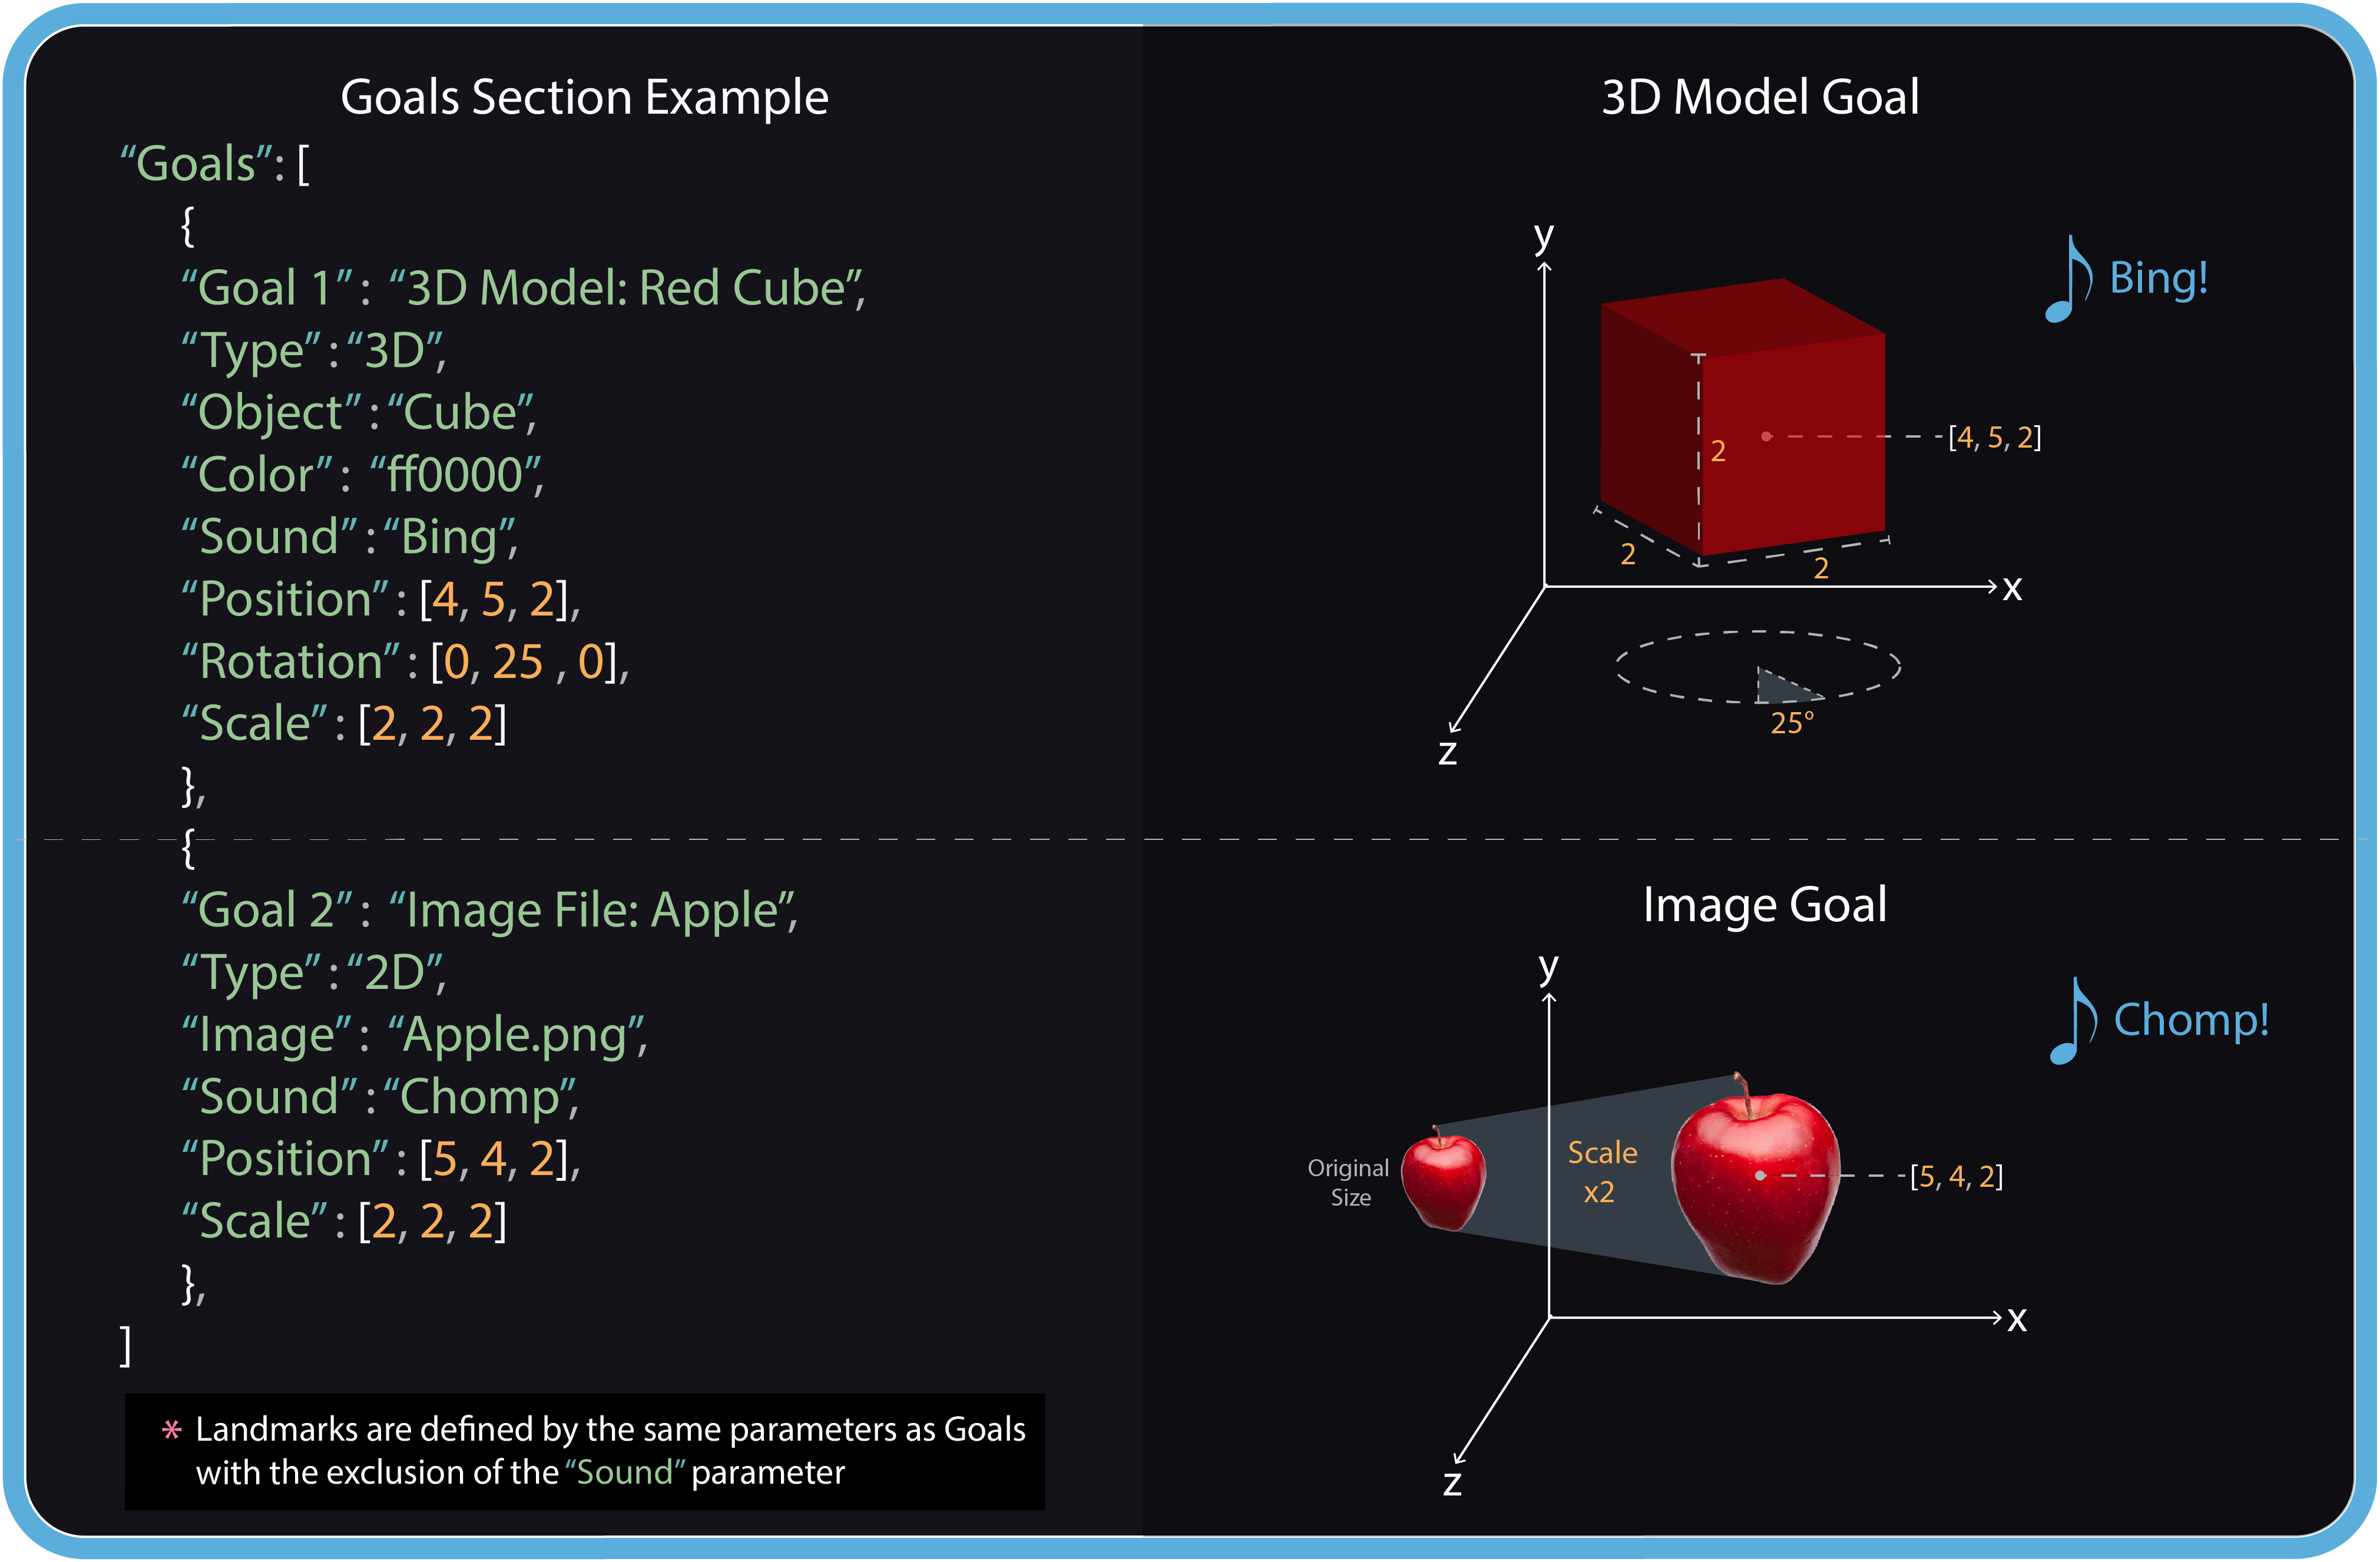 Goals Section Example
“Goals”: [
{
“Goal 1”: “3D Model: Red Cube”,
“Type”:“3D”,
“Object”:“Cube”,
“Color”: “ff0000”,
“Sound”:“Bing”,
“Position”: [4, 5, 2],
“Rotation”: [0, 25 , 0],
“Scale”: [2, 2, 2]
},
{
“Goal 2”: “Image File: Apple”,
“Type”:“2D”,
“Image”: “Apple.png”,
“Sound”:“Chomp”,
“Position”: [5, 4, 2],
“Scale”: [2, 2, 2]
},
]
* Landmarks are defined by the same parameters as Goals
with the exclusion of the “Sound” parameter
3D Model Goal
y
Bing!
[4, 5, 2]
2
2
2
x
25°
z
Image Goal
y
Chomp!
Original
Size
Scale
x2
[5, 4, 2]
x
z